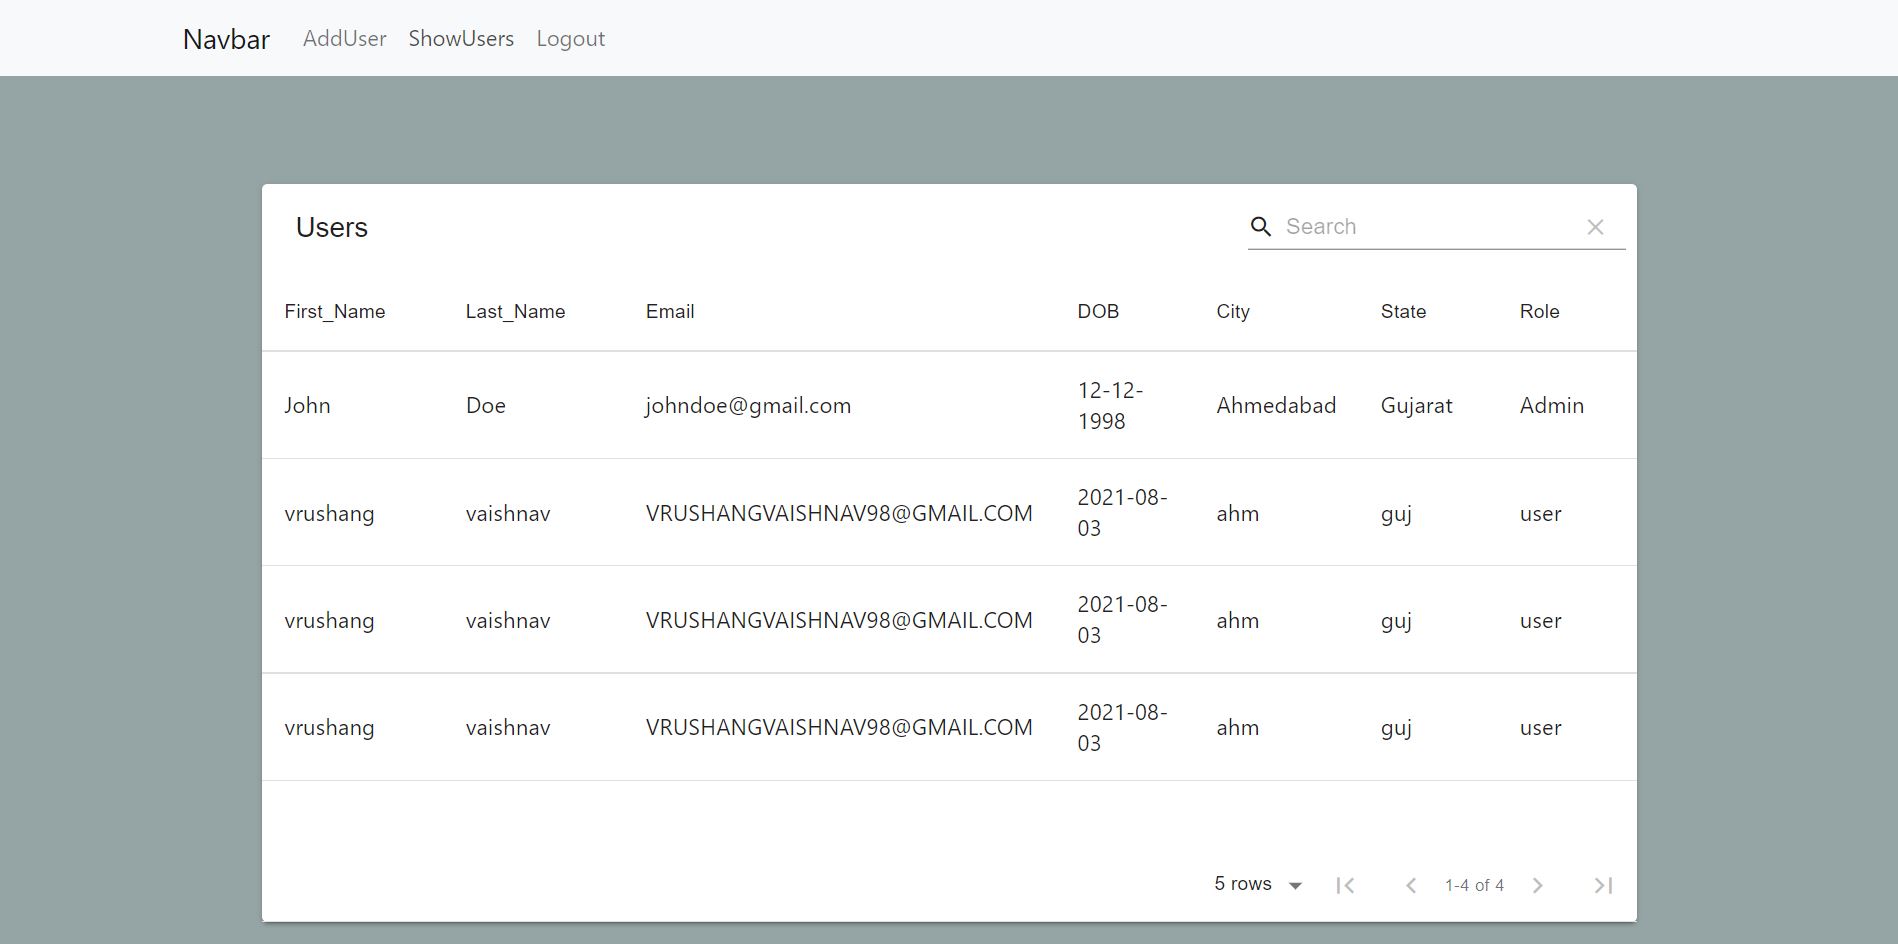 Navbar AddUser ShowUsers Logout
Users Search
First_Name Last_Name Email DOB City State Role
John Doe johndoe@gmail.com 12-12-
1998 Ahmedabad Gujarat Admin
vrushang vaishnav VRUSHANGVAISHNAV98@GMAIL.COM 2021-08-
03 ahm guj user
vrushang vaishnav VRUSHANGVAISHNAV98@GMAIL.COM 2021-08-
03 ahm guj user
vrushang vaishnav VRUSHANGVAISHNAV98@GMAIL.COM 2021-08-
03 ahm guj user
5 rows 1-4 of 4